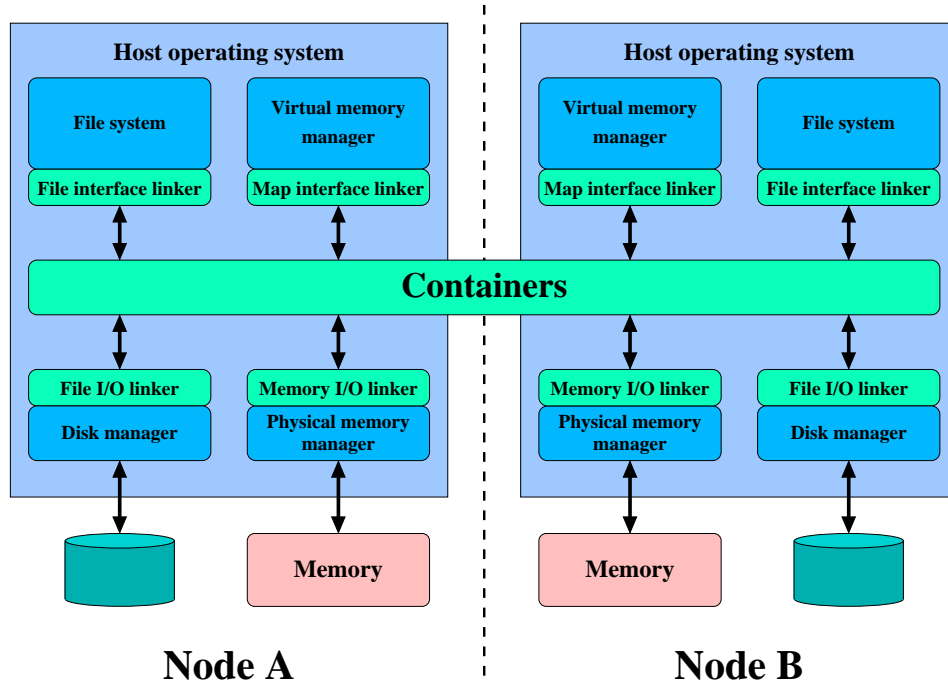 Host operating system
File system
Virtual memory
manager
File interface linker
Map interface linker
Host operating system
Virtual memory
manager
File system
Map interface linker
File interface linker
Containers
File I/O linker
Disk manager
Memory I/O linker
Physical memory
manager
Memory I/O linker
Physical memory
manager
File I/O linker
Disk manager
Memory
Memory
Node A
Node B